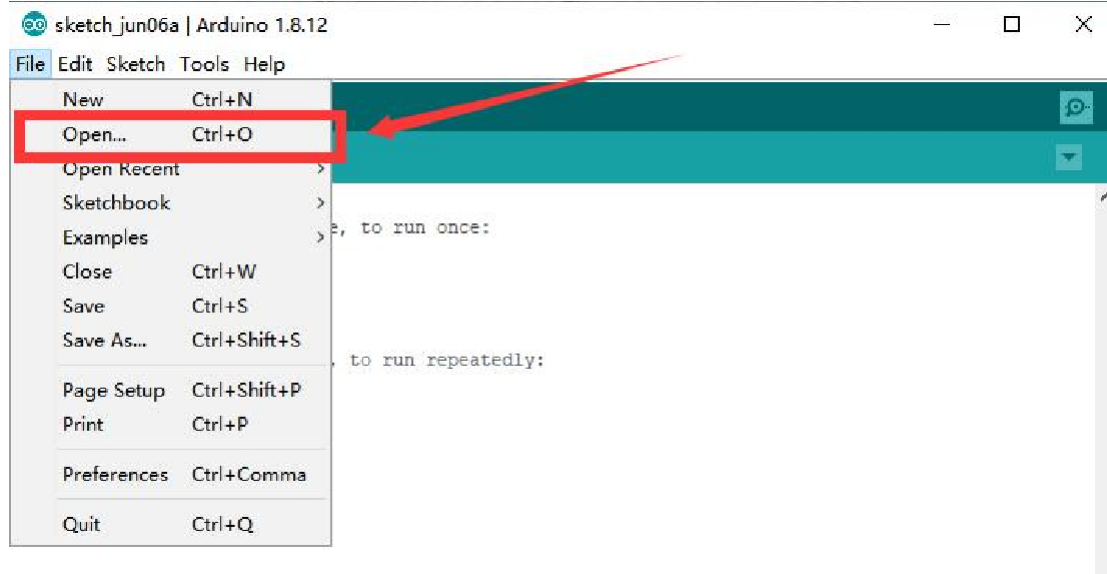 sketch_jun06a | Arduino 1.8.12
File Edit Sketch Tools Help
New Ctrl+N
Open... Ctrl+O
Open Recent
Sketchbook
, to run once:
Examples
Close Ctrl+W
Save Ctrl+S
Save As... Ctrl+Shift+S
, to run repeatedly:
Page Setup Ctrl+Shift+P
Print Ctrl+P
Preferences Ctrl+Comma
Quit Ctrl+Q